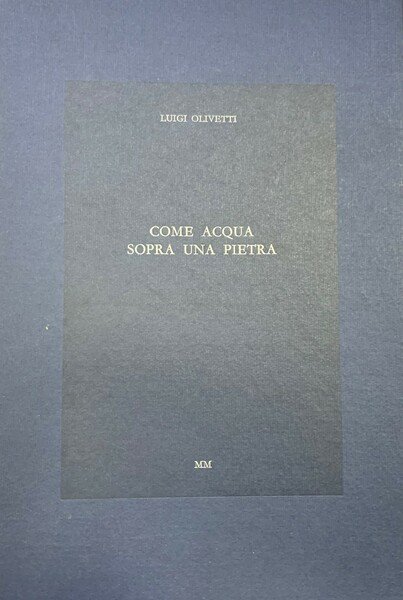 LUIGI OLIVETTI
COME ACQUA
SOPRA UNA PIETRA
MM